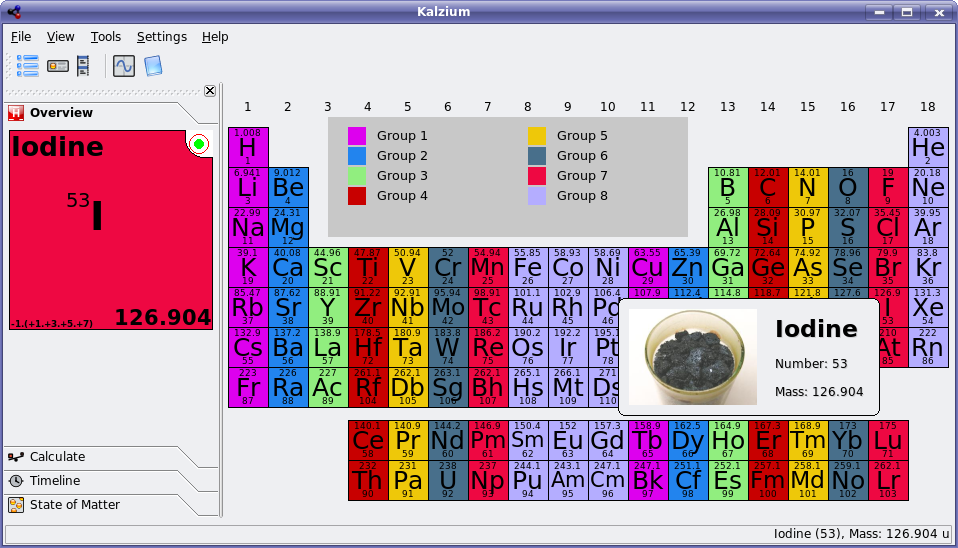 Kalzium
File View Tools Settings Help
Overview
Iodine
53
I
-1,(+1,+3,+5,+7) 126.904
Calculate
Timeline
State of Matter
1 2 3 4 5 6 7 8 9 10 11 12 13 14 15 16 17 18
Group 1 Group 5
Group 2 Group 6
Group 3 Group 7
Group 4 Group 8
1.008 4.003
H He
1 2
6.941 9.012 10.81 12.01 14.01 16 19 20.18
Li Be B C N O F Ne
3 4 5 6 7 8 9 10
22.99 24.31 26.98 28.09 30.97 32.07 35.45 39.95
Na Mg Al Si P S Cl Ar
11 12 13 14 15 16 17 18
39.1 40.08 44.96 47.87 50.94 52 54.94 55.85 58.93 58.69 63.55 65.39 69.72 72.64 74.92 78.96 79.9 83.8
K Ca Sc Ti V Cr Mn Fe Co Ni Cu Zn Ga Ge As Se Br Kr
19 20 21 22 23 24 25 26 27 28 29 30 31 32 33 34 35 36
85.47 87.62 88.91 91.22 92.91 95.94 98.91 101.1 102.9 106.4 107.9 112.4 114.8 118.7 121.8 127.6 126.9 131.3
Rb Sr Y Zr Nb Mo Tc Ru Rh I Xe
37 38 39 40 41 42 43 44 45 46 53 54
132.9 137.2 138.9 178.5 180.9 183.8 186.2 190.2 192.2 195.1 210 222
Cs Ba La Hf Ta W Re Os Ir Pt At Rn
55 56 57 72 73 74 75 76 77 78 85 86
223 226 227 261.1 262.1 263.1 262.1 265.1 266.1 271
Fr Ra Ac Rf Db Sg Bh Hs Mt Ds
87 88 89 104 105 106 107 108 109 110
Iodine
Number: 53
Mass: 126.904
140.1 140.9 144.2 146.9 150.4 152 157.3 158.9 162.5 164.9 167.3 168.9 173 175
Ce Pr Nd Pm Sm Eu Gd Tb Dy Ho Er Tm Yb Lu
58 59 60 61 62 63 64 65 66 67 68 69 70 71
232 231 238 237 244.1 243.1 247.1 247.1 251.1 252.1 257.1 258.1 259.1 262.1
Th Pa U Np Pu Am Cm Bk Cf Es Fm Md No Lr
90 91 92 93 94 95 96 97 98 99 100 101 102 103
Iodine (53), Mass: 126.904 u